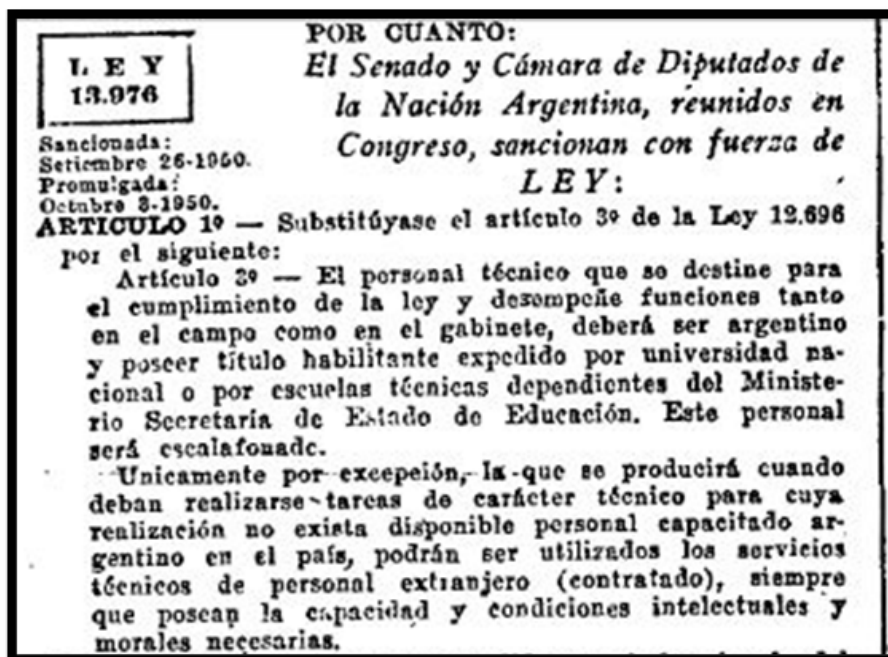 LEY
13.976
Sancionada:
Setiembre 26-1950.
Promulgada:
Octubre 3-1950.
POR CUANTO:
El Senado y Cámara de Diputados de
la Nación Argentina, reunidos en
Congreso, sancionan con fuerza de
LEY:
ARTICULO 1º — Substitúyase el artículo 3º de la Ley 12.696
por el siguiente:
Artículo 3º — El personal técnico que se destine para
el cumplimiento de la ley y desempeñe funciones tanto
en el campo como en el gabinete, deberá ser argentino
y poseer título habilitante expedido por universidad na-
cional o por escuelas técnicas dependientes del Ministe-
rio Secretaría de Estado de Educación. Este personal
será escalafonado.
Unicamente por excepción, la que se producirá cuando
deban realizarse tareas de carácter técnico para cuya
realización no exista disponible personal capacitado ar-
gentino en el país, podrán ser utilizados los servicios
técnicos de personal extranjero (contratado), siempre
que posean la capacidad y condiciones intelectuales y
morales necesarias.